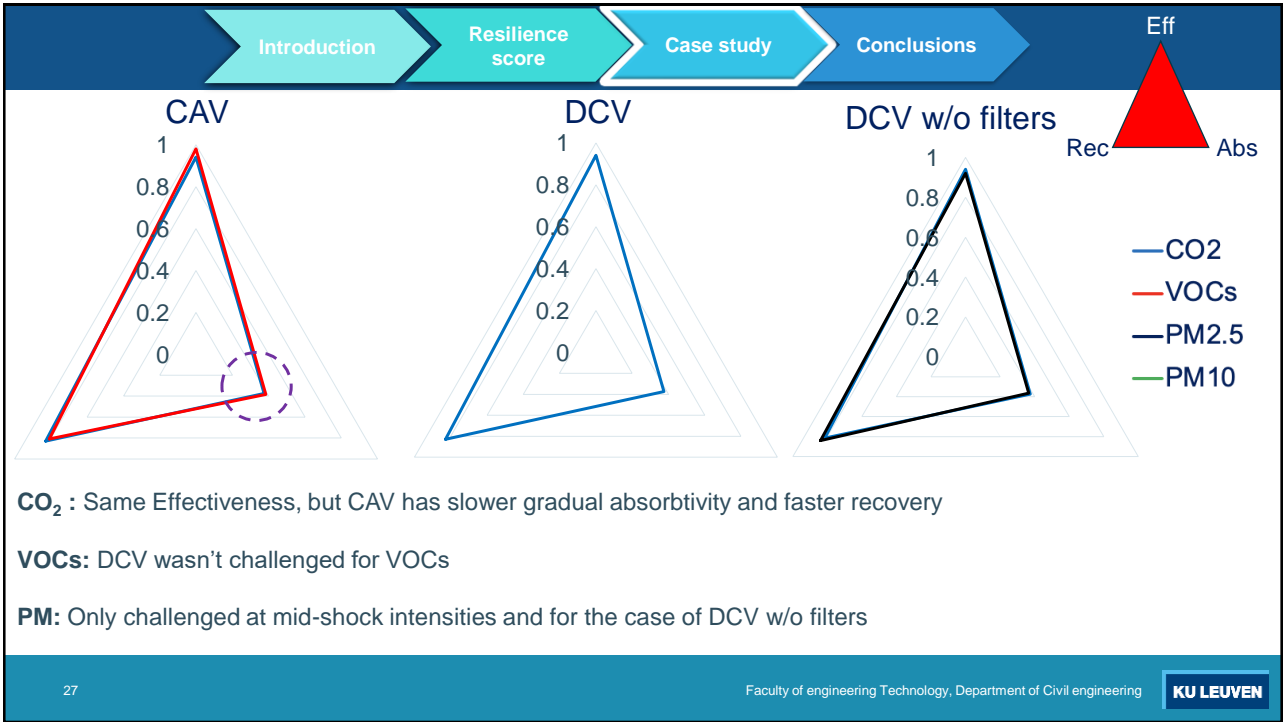 Introduction
Resilience
score
Case study
Conclusions
Eff
Rec
Abs
CAV
1
0.8
0.6
0.4
0.2
0
DCV
1
0.8
0.6
0.4
0.2
0
DCV w/o filters
1
0.8
0.6
0.4
0.2
0
CO2
VOCs
PM2.5
PM10
CO₂ : Same Effectiveness, but CAV has slower gradual absorbtivity and faster recovery
VOCs: DCV wasn't challenged for VOCs
PM: Only challenged at mid-shock intensities and for the case of DCV w/o filters
27
Faculty of engineering Technology, Department of Civil engineering
KU LEUVEN